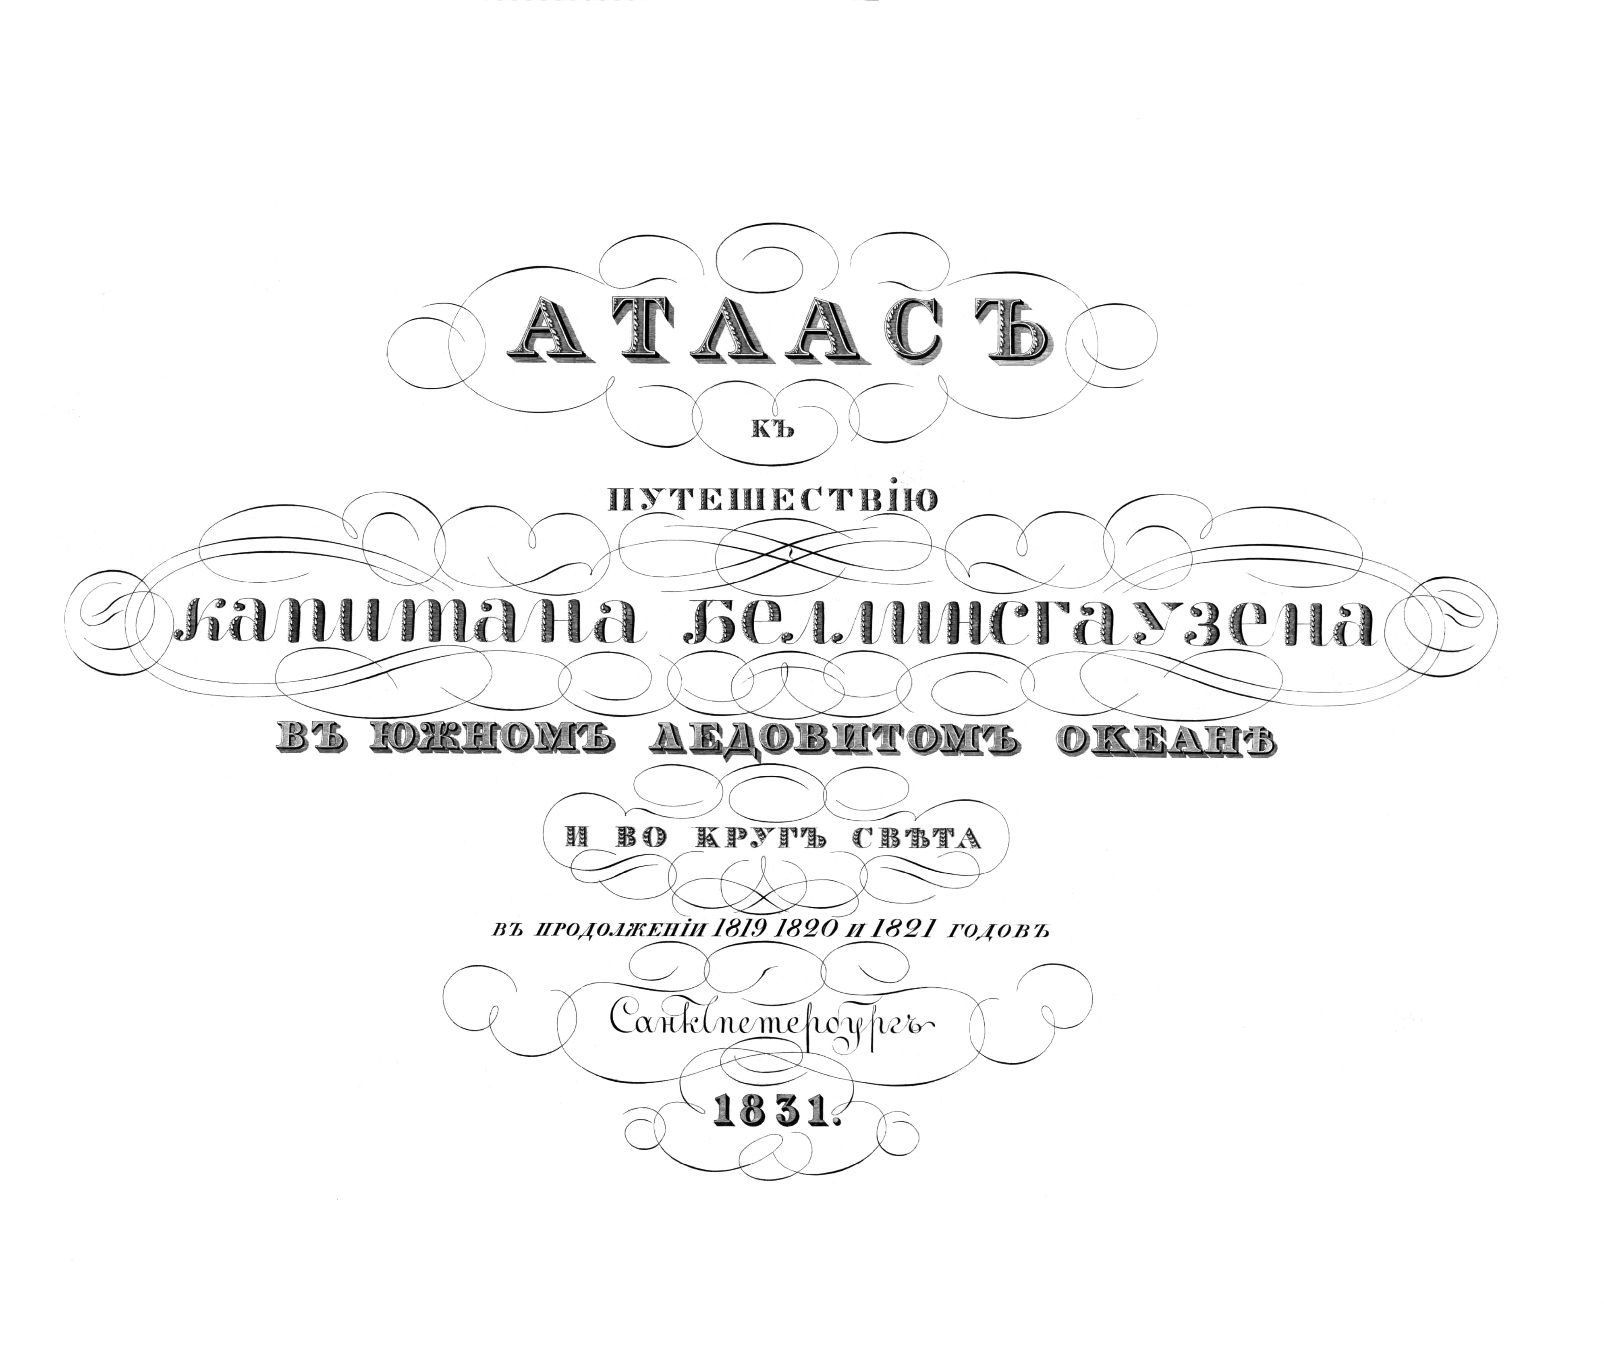 АТЛАСЪ
КЪ
ПУТЕШЕСТВІЮ
капитана Беллинсгаузена
ВЪ ЮЖНОМЪ ЛЕДОВИТОМЪ ОКЕАНѢ
И ВО КРУГЪ СВѢТА
ВЪ ПРОДОЛЖЕНІИ 1819 1820 И 1821 ГОДОВЪ
Санктпетербургъ
1831.